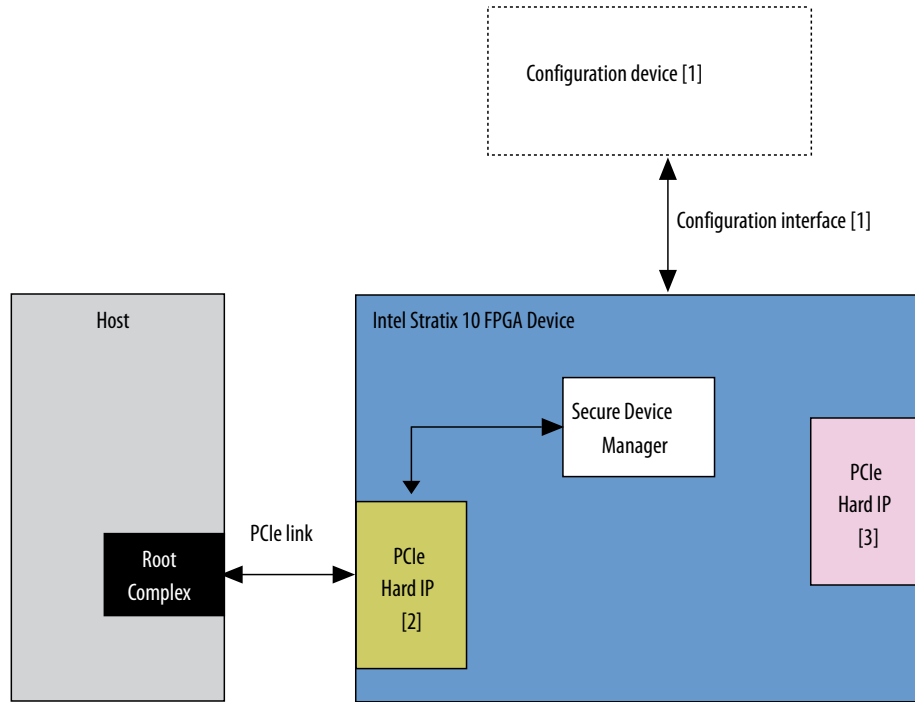 Configuration device [1]
Configuration interface [1]
Host
Intel Stratix 10 FPGA Device
Secure Device
Manager
PCIe
Hard IP
[3]
PCIe link
Root
Complex
PCIe
Hard IP
[2]